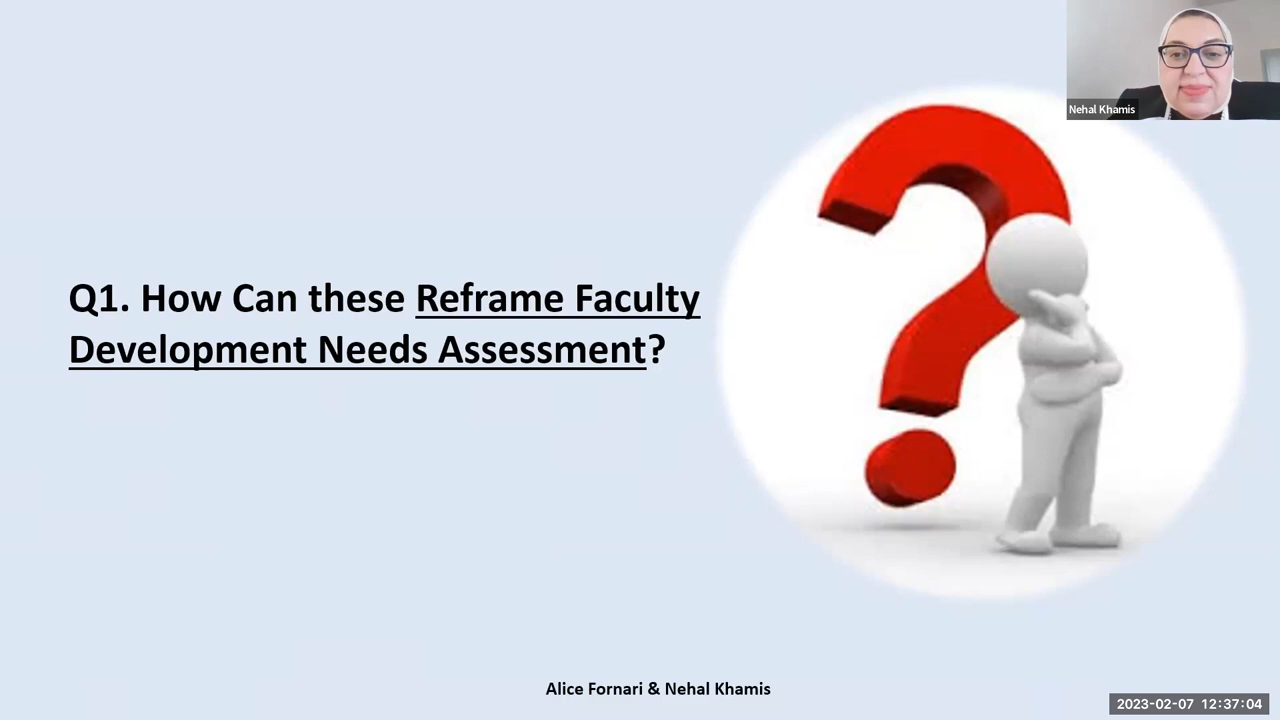 Nehal Khamis
Q1. How Can these Reframe Faculty
Development Needs Assessment?
Alice Fornari & Nehal Khamis
2023-02-07 12:37:04